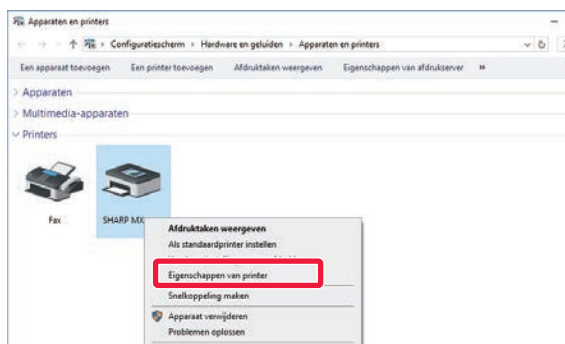 Apparaten en printers
Configuratiescherm › Hardware en geluiden › Apparaten en printers
Een apparaat toevoegen Een printer toevoegen Afdruktaken weergeven Eigenschappen van afdrukserver »
Apparaten
Multimedia-apparaten
Printers
Fax
SHARP MX
Afdruktaken weergeven
Als standaardprinter instellen
Eigenschappen van printer
Snelkoppeling maken
Apparaat verwijderen
Problemen oplossen